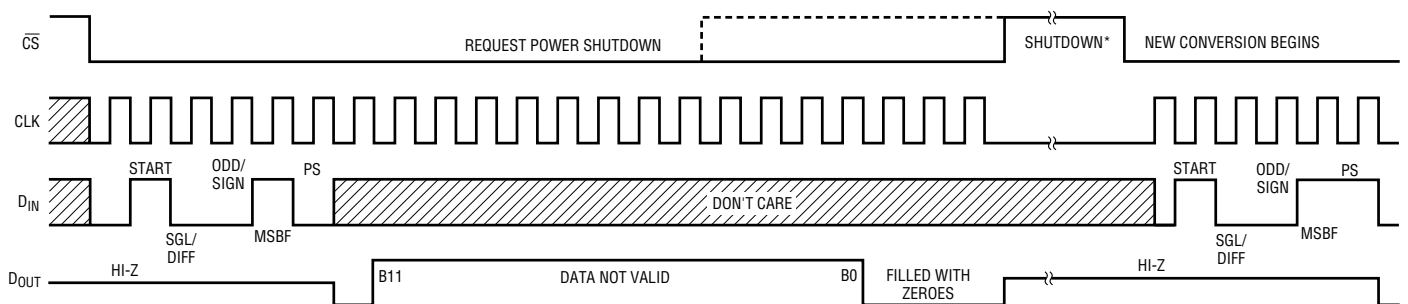 CS
REQUEST POWER SHUTDOWN
SHUTDOWN*
NEW CONVERSION BEGINS
CLK
START
ODD/
SIGN
PS
START
ODD/
SIGN
PS
DIN
DON'T CARE
SGL/
DIFF
MSBF
SGL/
DIFF
MSBF
DOUT
HI-Z
B11
DATA NOT VALID
B0
FILLED WITH
ZEROES
HI-Z